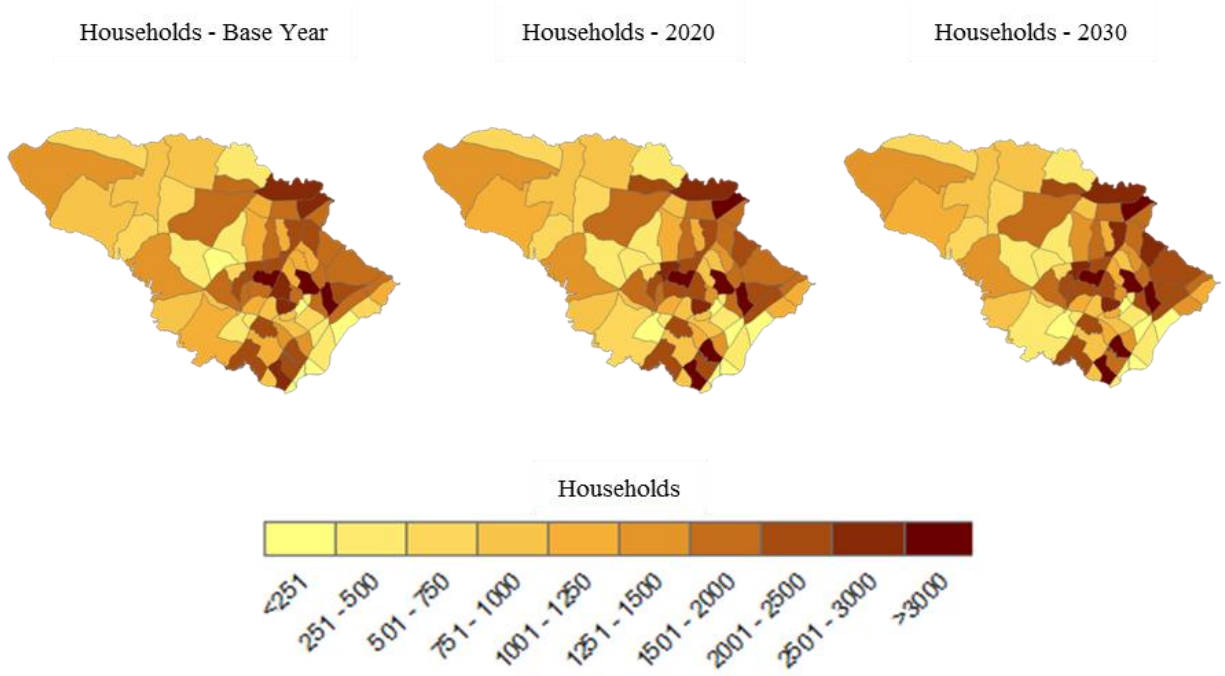 Households - Base Year
Households - 2020
Households - 2030
Households
<251
251 - 500
501 - 750
751 - 1000
1001 - 1250
1251 - 1500
1501 - 2000
2001 - 2500
2501 - 3000
>3000